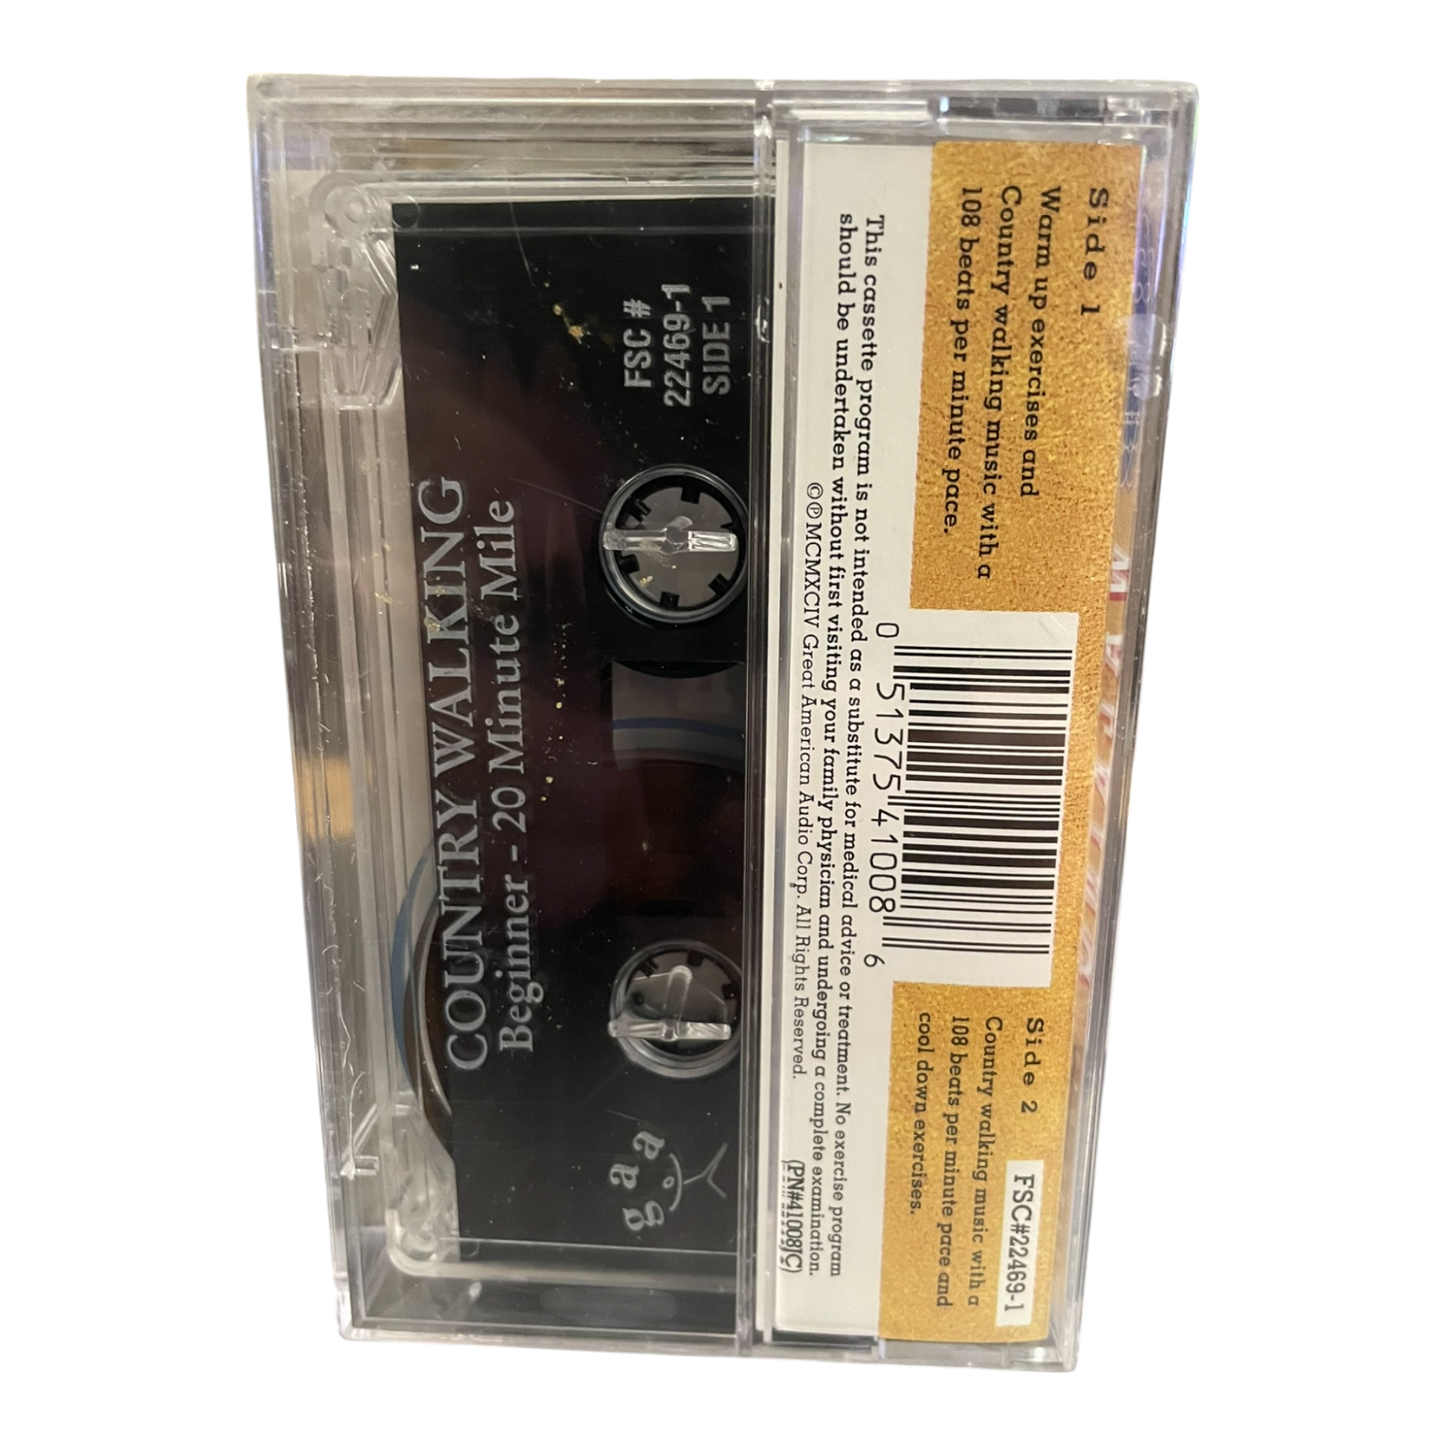 Side 1
Warm up exercises and
Country walking music with a
108 beats per minute pace.
0 51375 41008 6
Side 2
Country walking music with a
108 beats per minute pace and
cool down exercises.
FSC#22469-1
This cassette program is not intended as a substitute for medical advice or treatment. No exercise program
should be undertaken without first visiting your family physician and undergoing a complete examination.
©℗MCMXCIV Great American Audio Corp. All Rights Reserved.
(PN#41008JC)
FSC #
22469-1
SIDE 1
COUNTRY WALKING
Beginner - 20 Minute Mile
gaa